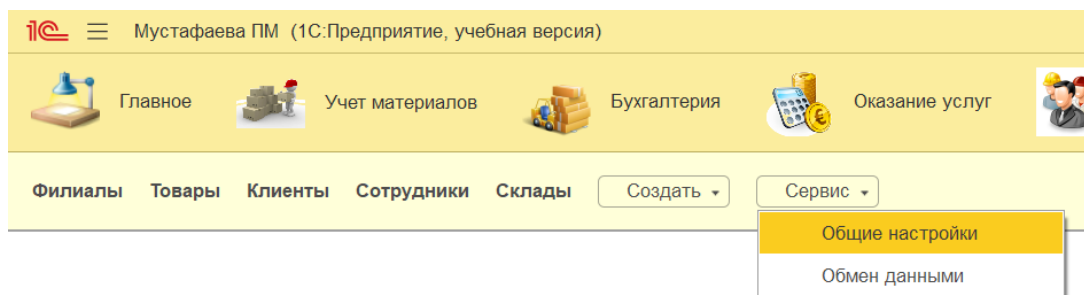 1С Мустафаева ПМ (1С:Предприятие, учебная версия)
Главное Учет материалов Бухгалтерия Оказание услуг
Филиалы Товары Клиенты Сотрудники Склады Создать Сервис
Общие настройки
Обмен данными